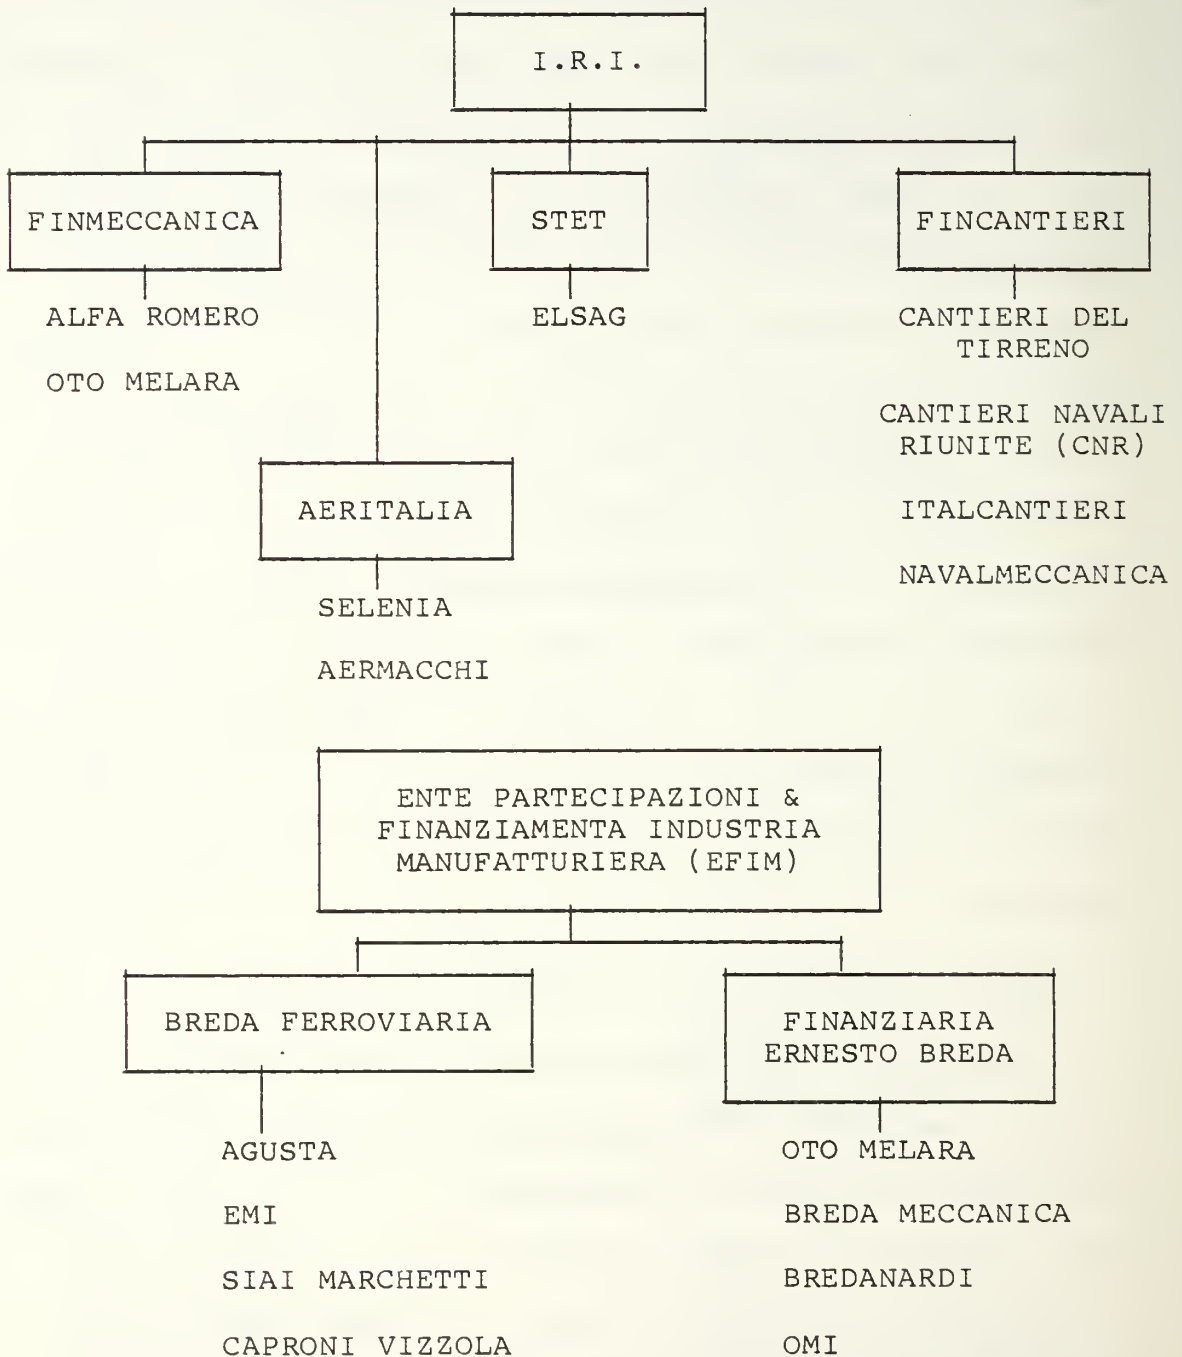 I.R.I.
FINMECCANICA
STET
FINCANTIERI
ALFA ROMERO
OTO MELARA
ELSAG
CANTIERI DEL
TIRRENO
CANTIERI NAVALI
RIUNITE (CNR)
ITALCANTIERI
NAVALMECCANICA
AERITALIA
SELENIA
AERMACCHI
ENTE PARTECIPAZIONI &
FINANZIAMENTA INDUSTRIA
MANUFATTURIERA (EFIM)
BREDA FERROVIARIA
AGUSTA
EMI
SIAI MARCHETTI
CAPRONI VIZZOLA
FINANZIARIA
ERNESTO BREDA
OTO MELARA
BREDA MECCANICA
BREDANARDI
OMI